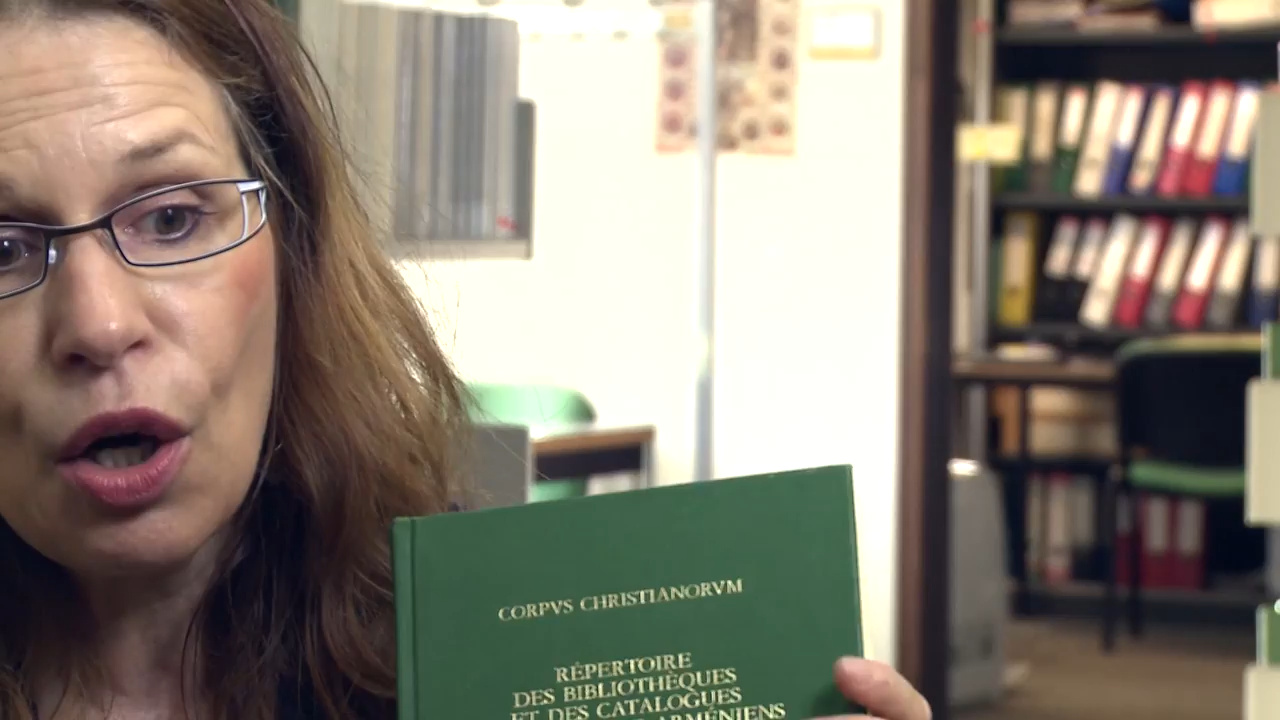 CORPVS CHRISTIANORVM
RÉPERTOIRE
DES BIBLIOTHÈQUES
ET DES CATALOGUES
ARMÉNIENS